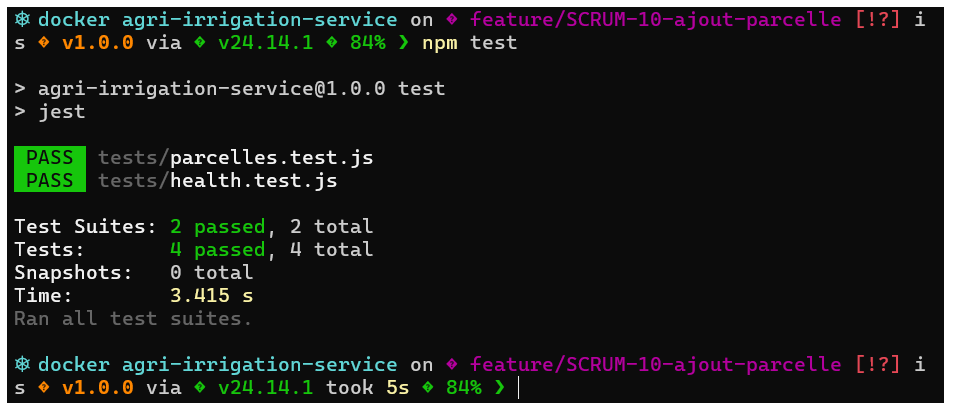 ❄ docker agri-irrigation-service on � feature/SCRUM-10-ajout-parcelle [!?] i
s � v1.0.0 via � v24.14.1 � 84% ❯ npm test
> agri-irrigation-service@1.0.0 test
> jest
PASS tests/parcelles.test.js
PASS tests/health.test.js
Test Suites: 2 passed, 2 total
Tests: 4 passed, 4 total
Snapshots: 0 total
Time: 3.415 s
Ran all test suites.
❄ docker agri-irrigation-service on � feature/SCRUM-10-ajout-parcelle [!?] i
s � v1.0.0 via � v24.14.1 took 5s � 84% ❯